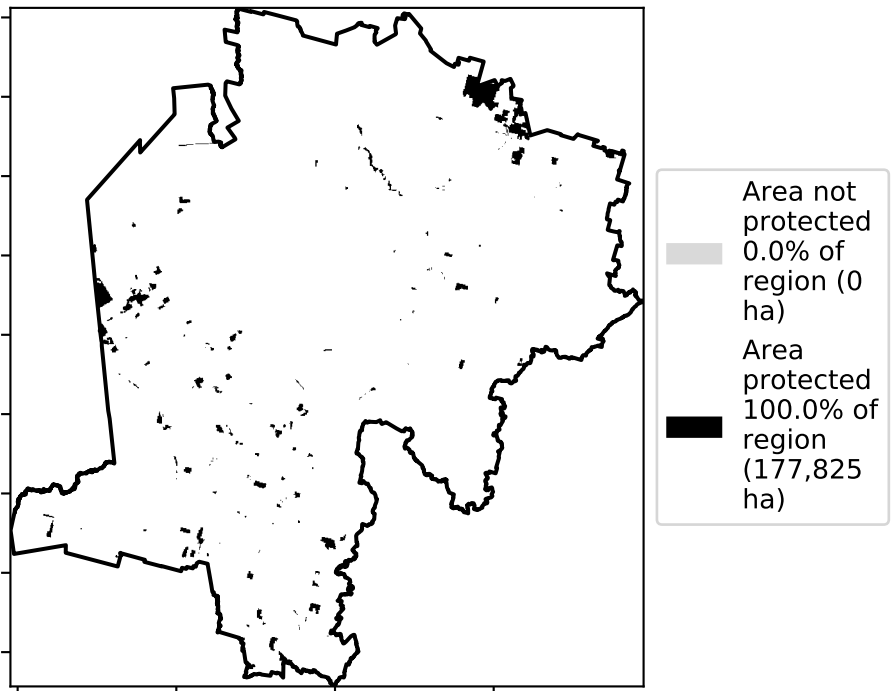 Area not
protected
0.0% of
region (0
ha)
Area
protected
100.0% of
region
(177,825
ha)